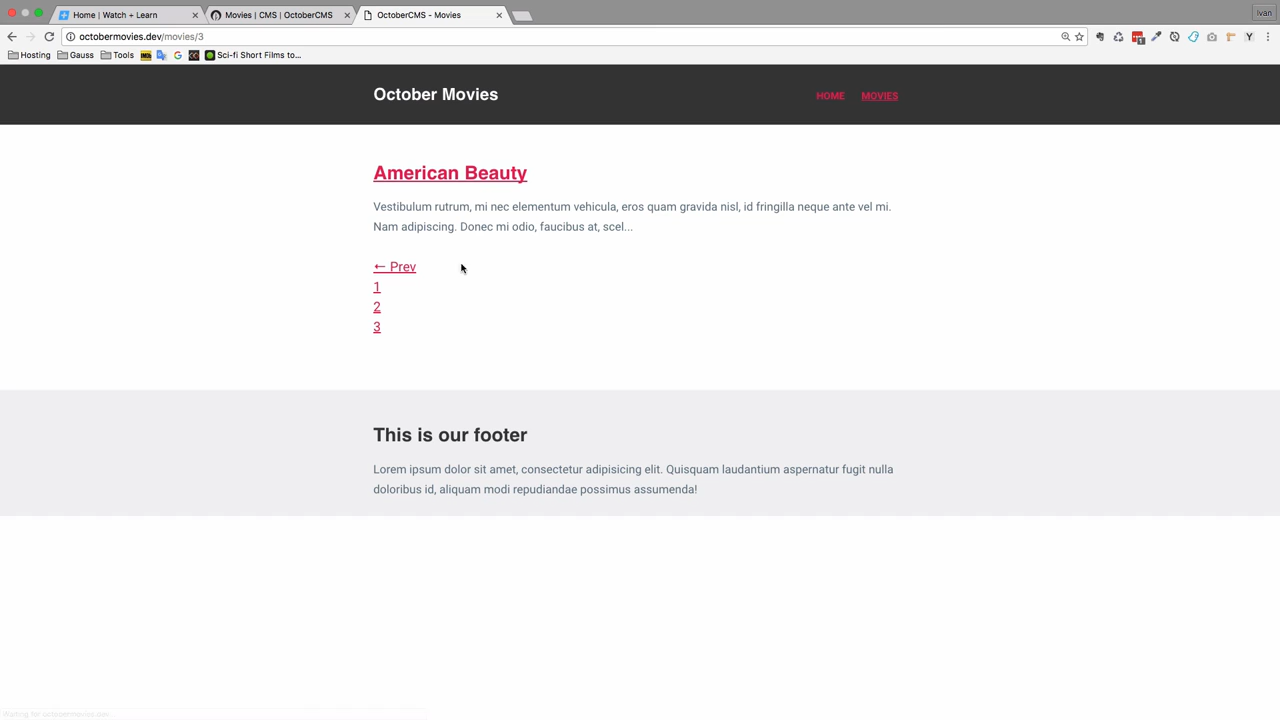 Home | Watch + Learn
Movies | CMS | OctoberCMS
OctoberCMS - Movies
Ivan
octobermovies.dev/movies/3
Hosting
Gauss
Tools
Sci-fi Short Films to...
October Movies
HOME
MOVIES
American Beauty
Vestibulum rutrum, mi nec elementum vehicula, eros quam gravida nisl, id fringilla neque ante vel mi.
Nam adipiscing. Donec mi odio, faucibus at, scel...
← Prev
1
2
3
This is our footer
Lorem ipsum dolor sit amet, consectetur adipisicing elit. Quisquam laudantium aspernatur fugit nulla
doloribus id, aliquam modi repudiandae possimus assumenda!
Waiting for octobermovies.dev...